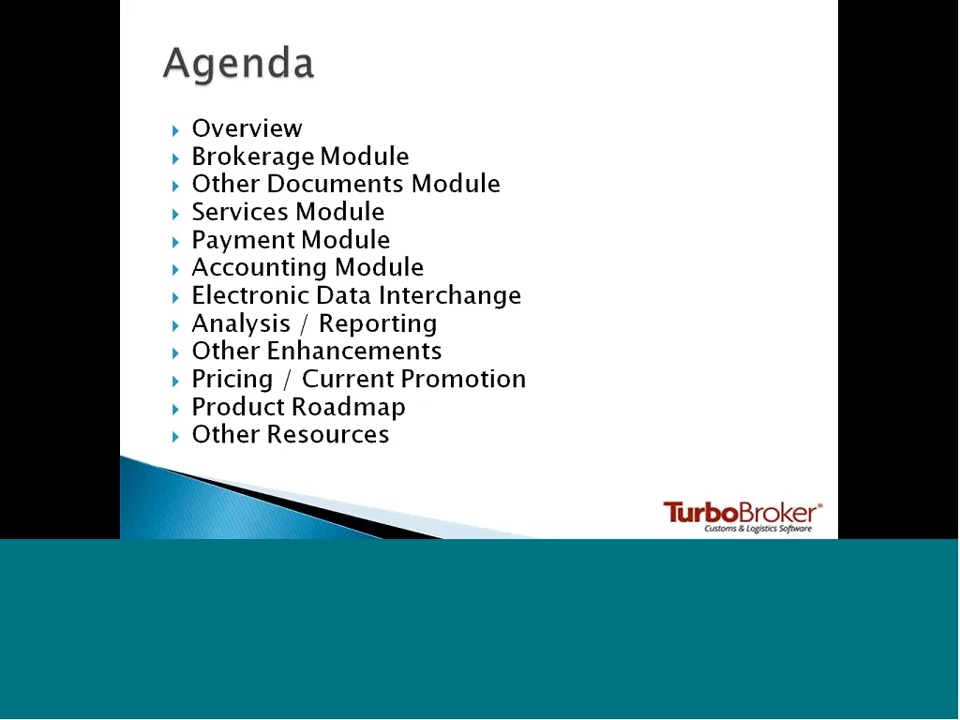 Agenda
Overview
Brokerage Module
Other Documents Module
Services Module
Payment Module
Accounting Module
Electronic Data Interchange
Analysis / Reporting
Other Enhancements
Pricing / Current Promotion
Product Roadmap
Other Resources
TurboBroker®
Customs & Logistics Software